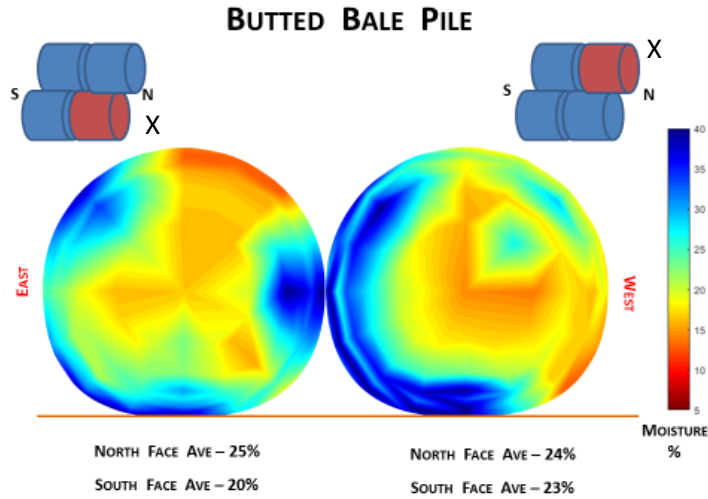 BUTTED BALE PILE
S
N
X
S
N
X
EAST
WEST
40
35
30
25
20
15
10
5
MOISTURE
%
NORTH FACE AVE – 25%
SOUTH FACE AVE – 20%
NORTH FACE AVE – 24%
SOUTH FACE AVE – 23%